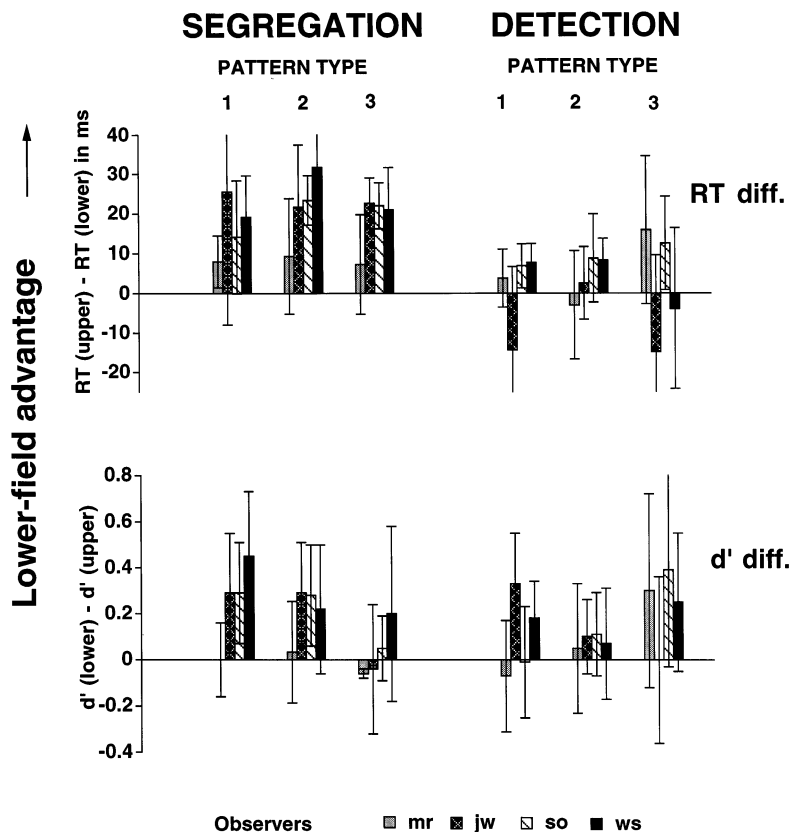 SEGREGATION DETECTION
PATTERN TYPE PATTERN TYPE
1 2 3 1 2 3
Lower-field advantage
RT (upper) - RT (lower) in ms
40
30
20
10
0
-10
-20
RT diff.
d' (lower) - d' (upper)
0.8
0.6
0.4
0.2
0
-0.2
-0.4
d' diff.
Observers mr jw so ws